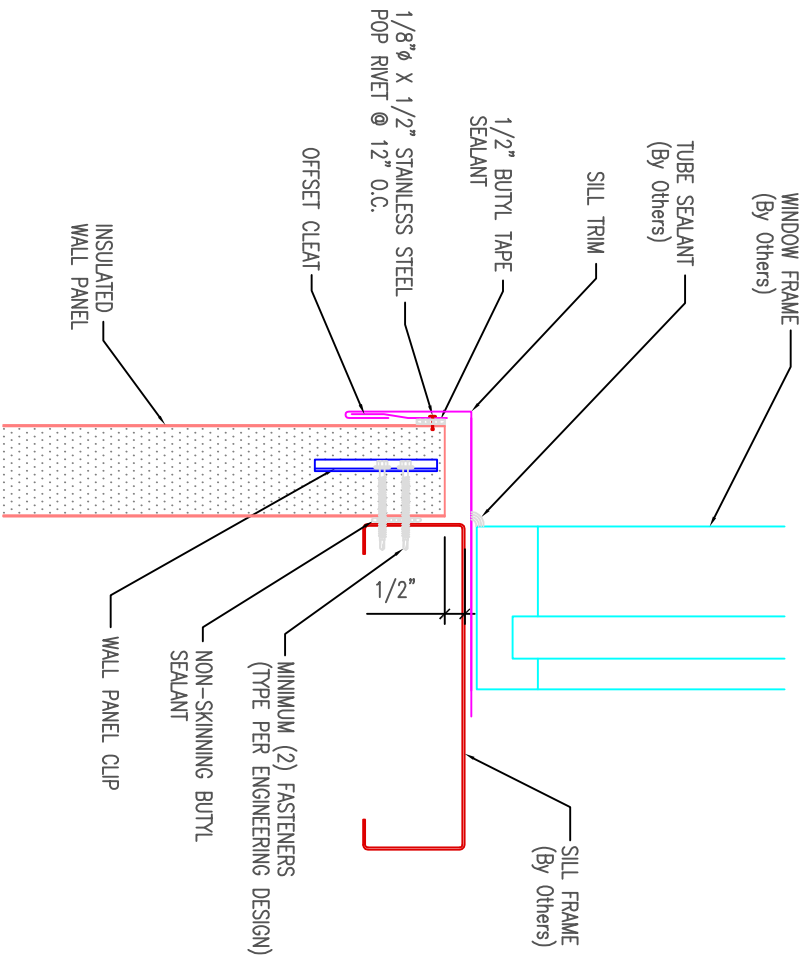 WINDOW FRAME
(By Others)
TUBE SEALANT
(By Others)
SILL TRIM
1/2" BUTYL TAPE
SEALANT
1/8"ø X 1/2" STAINLESS STEEL
POP RIVET @ 12" O.C.
OFFSET CLEAT
INSULATED
WALL PANEL
1/2"
SILL FRAME
(By Others)
MINIMUM (2) FASTENERS
(TYPE PER ENGINEERING DESIGN)
NON-SKINNING BUTYL
SEALANT
WALL PANEL CLIP